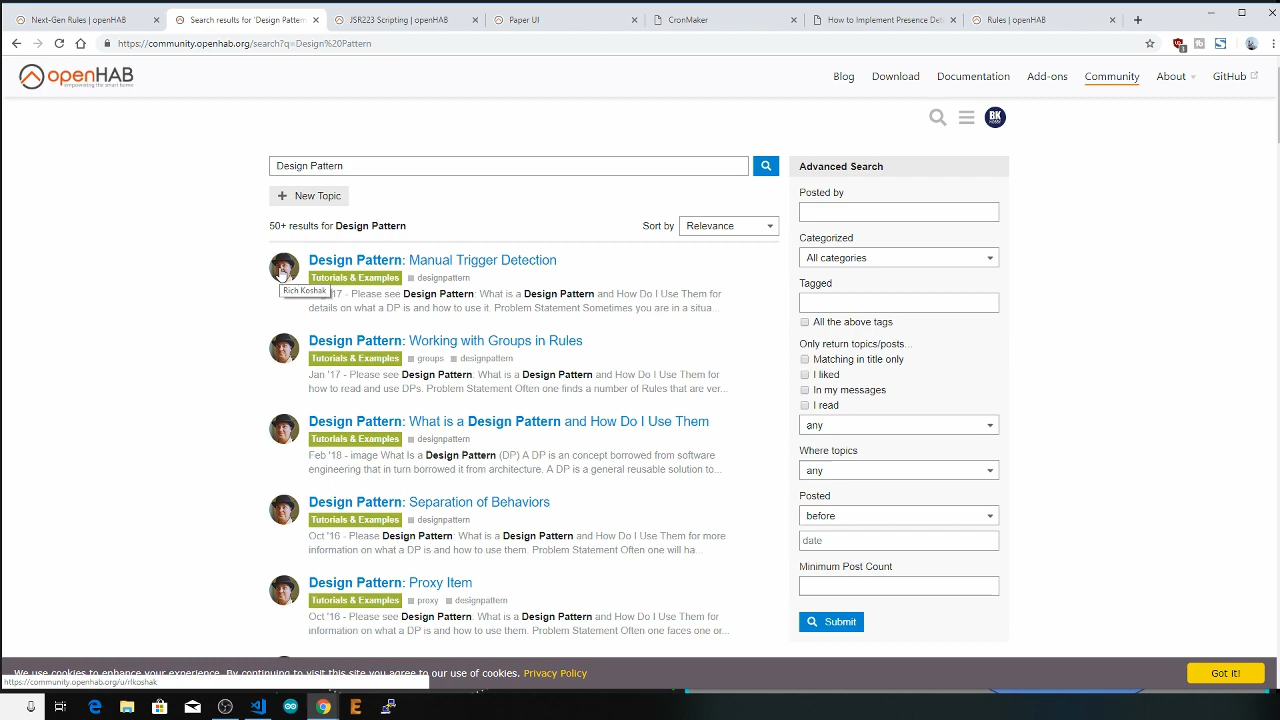 Next-Gen Rules | openHAB
Search results for 'Design Pattern
JSR223 Scripting | openHAB
Paper UI
CronMaker
How to Implement Presence Det
Rules | openHAB
https://community.openhab.org/search?q=Design%20Pattern
openHAB
empowering the smart home
Blog
Download
Documentation
Add-ons
Community
About
GitHub
BK
HOBBY
Design Pattern
New Topic
50+ results for Design Pattern
Sort by
Relevance
Design Pattern: Manual Trigger Detection
Tutorials & Examples
designpattern
Rich Koshak
'17 - Please see Design Pattern: What is a Design Pattern and How Do I Use Them for
details on what a DP is and how to use it. Problem Statement Sometimes you are in a situa...
Design Pattern: Working with Groups in Rules
Tutorials & Examples
groups
designpattern
Jan '17 - Please see Design Pattern: What is a Design Pattern and How Do I Use Them for
how to read and use DPs. Problem Statement Often one finds a number of Rules that are ver...
Design Pattern: What is a Design Pattern and How Do I Use Them
Tutorials & Examples
designpattern
Feb '18 - image What Is a Design Pattern (DP) A DP is an concept borrowed from software
engineering that in turn borrowed it from architecture. A DP is a general reusable solution to...
Design Pattern: Separation of Behaviors
Tutorials & Examples
designpattern
Oct '16 - Please Design Pattern: What is a Design Pattern and How Do I Use Them for more
information on what a DP is and how to use them. Problem Statement Often one will ha...
Design Pattern: Proxy Item
Tutorials & Examples
proxy
designpattern
Oct '16 - Please see Design Pattern: What is a Design Pattern and How Do I Use Them for
information on what a DP is and how to use them. Problem Statement Often one faces one or...
Advanced Search
Posted by
Categorized
All categories
Tagged
All the above tags
Only return topics/posts...
Matching in title only
I liked
In my messages
I read
any
Where topics
any
Posted
before
date
Minimum Post Count
Submit
We use cookies to enhance your experience. By continuing to visit this site you agree to our use of cookies. Privacy Policy
Got it!
https://community.openhab.org/u/rlkoshak